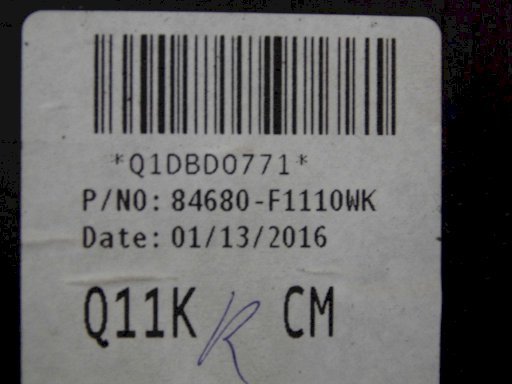 *Q1DBD0771*
P/NO: 84680-F1110WK
Date: 01/13/2016
Q11K R CM